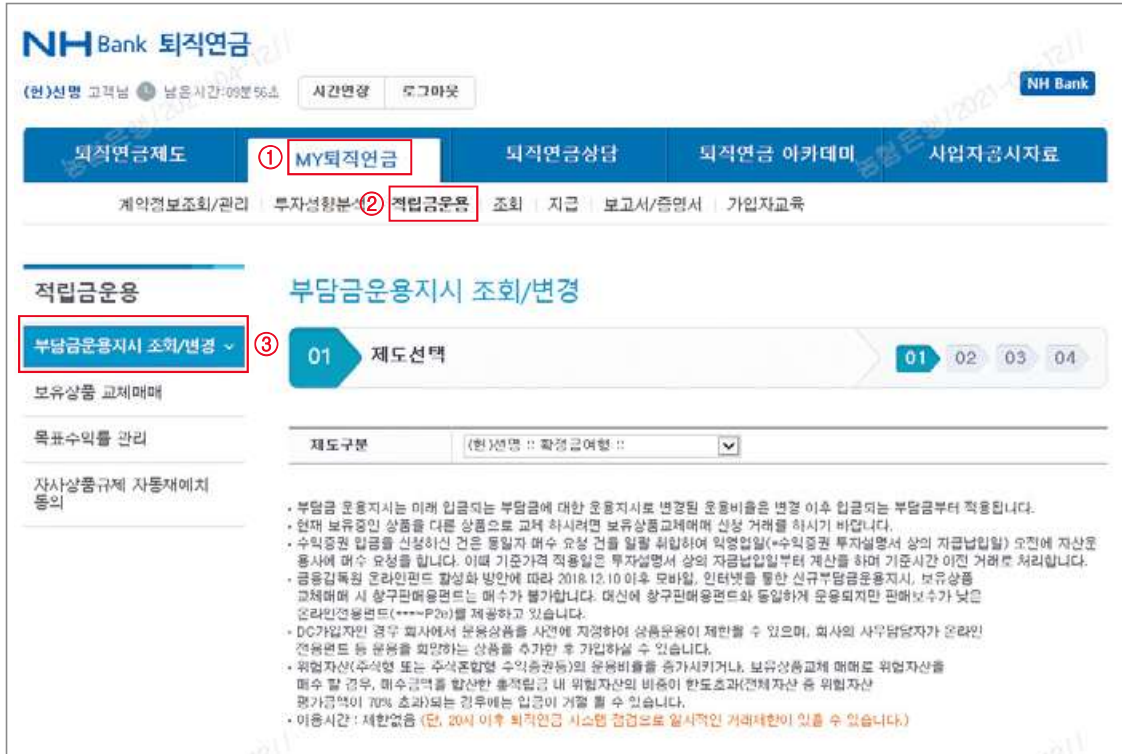 NH Bank 퇴직연금
(현)선명 고객님 남은시간:09분56초 시간연장 로그아웃
NH Bank
퇴직연금제도 ① MY퇴직연금 퇴직연금상담 퇴직연금 아카데미 사업자공시자료
계약정보조회/관리 투자성향분석 ② 적립금운용 조회 지급 보고서/증명서 가입자교육
적립금운용
부담금운용지시 조회/변경 ③
보유상품 교체매매
목표수익률 관리
자사상품규제 자동재예치
동의
부담금운용지시 조회/변경
01 제도선택 01 02 03 04
제도구분 (현)선명 :: 확정급여형 ::
• 부담금 운용지시는 미래 입금되는 부담금에 대한 운용지시로 변경된 운용비율은 변경 이후 입금되는 부담금부터 적용됩니다.
• 현재 보유중인 상품을 다른 상품으로 교체 하시려면 보유상품교체매매 신청 거래를 하시기 바랍니다.
• 수익증권 입금을 신청하신 건은 동일자 매수 요청 건을 일괄 취합하여 익영업일(*수익증권 투자설명서 상의 자금납입일) 오전에 자산운
용사에 매수 요청을 합니다. 이때 기준가격 적용일은 투자설명서 상의 자금납입일부터 계산을 하며 기준시간 이전 거래로 처리합니다.
• 금융감독원 온라인펀드 활성화 방안에 따라 2018.12.10 이후 모바일, 인터넷을 통한 신규부담금운용지시, 보유상품
교체매매 시 창구판매용펀드는 매수가 불가합니다. 대신에 창구판매용펀드와 동일하게 운용되지만 판매보수가 낮은
온라인전용펀드(****~P2e)를 제공하고 있습니다.
• DC가입자인 경우 회사에서 운용상품을 사전에 지정하여 상품운용이 제한될 수 있으며, 회사의 사무담당자가 온라인
전용펀드 등 운용을 희망하는 상품을 추가한 후 가입하실 수 있습니다.
• 위험자산(주식형 또는 주식혼합형 수익증권등)의 운용비율을 증가시키거나, 보유상품교체 매매로 위험자산을
매수 할 경우, 매수금액을 합산한 총적립금 내 위험자산의 비중이 한도초과(전체자산 중 위험자산
평가금액이 70% 초과)되는 경우에는 입금이 거절 될 수 있습니다.
• 이용시간 : 제한없음 (단, 20시 이후 퇴직연금 시스템 점검으로 일시적인 거래제한이 있을 수 있습니다.)